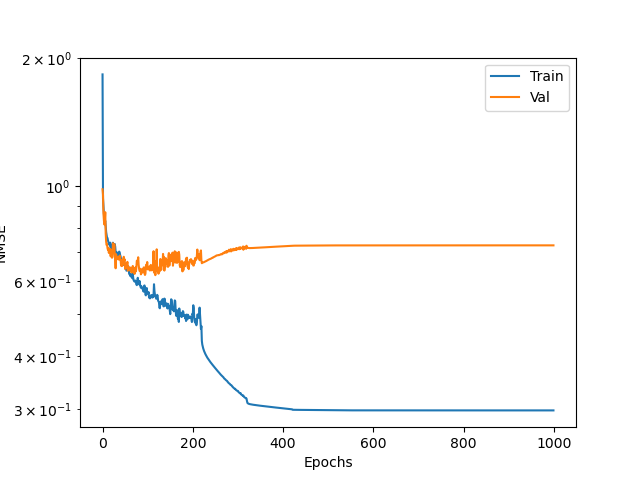 2 × 10⁰
10⁰
6 × 10⁻¹
4 × 10⁻¹
3 × 10⁻¹
NMSE
0 200 400 600 800 1000
Epochs
Train
Val